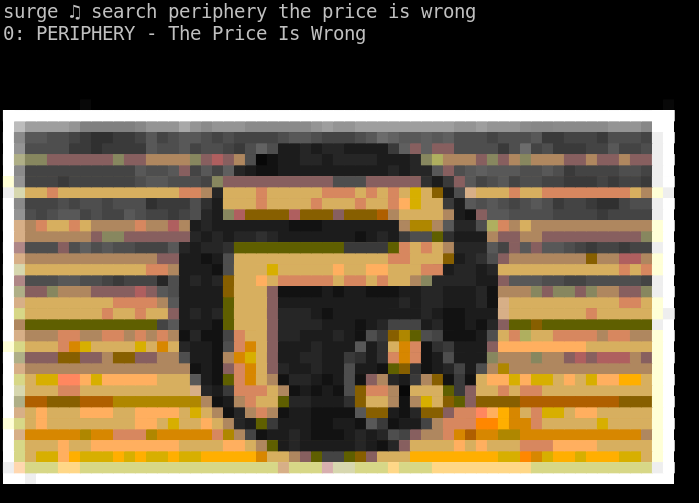 surge ♫ search periphery the price is wrong
0: PERIPHERY - The Price Is Wrong